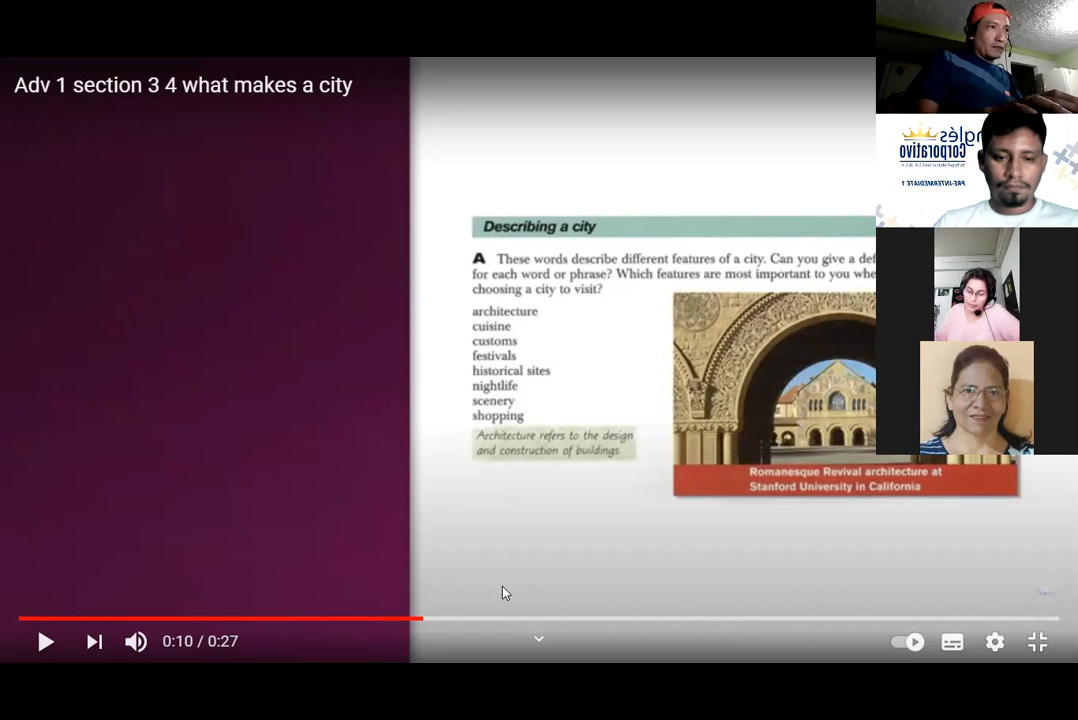 Adv 1 section 3 4 what makes a city
Describing a city
A These words describe different features of a city. Can you give a def
for each word or phrase? Which features are most important to you whe
choosing a city to visit?
architecture
cuisine
customs
festivals
historical sites
nightlife
scenery
shopping
Architecture refers to the design
and construction of buildings.
Romanesque Revival architecture at
Stanford University in California
0:10 / 0:27
Inglés
Corporativo
PRE-INTERMEDIATE 1